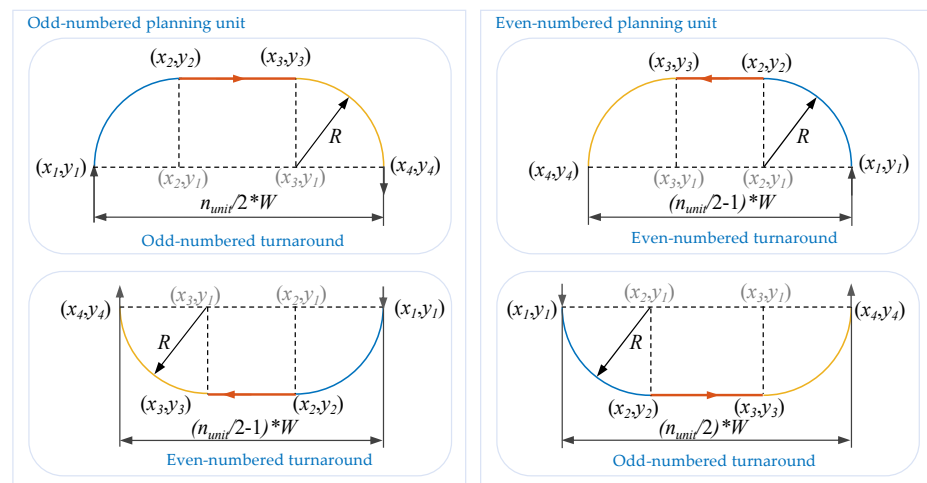 Odd-numbered planning unit
(x2,y2) (x3,y3)
R
(x1,y1) (x2,y1) (x3,y1) (x4,y4)
nunit/2*W
Odd-numbered turnaround
(x4,y4) (x3,y1) (x2,y1) (x1,y1)
R
(x3,y3) (x2,y2)
(nunit/2-1)*W
Even-numbered turnaround
Even-numbered planning unit
(x3,y3) (x2,y2)
R
(x4,y4) (x3,y1) (x2,y1) (x1,y1)
(nunit/2-1)*W
Even-numbered turnaround
(x1,y1) (x2,y1) (x3,y1) (x4,y4)
R
(x2,y2) (x3,y3)
(nunit/2)*W
Odd-numbered turnaround